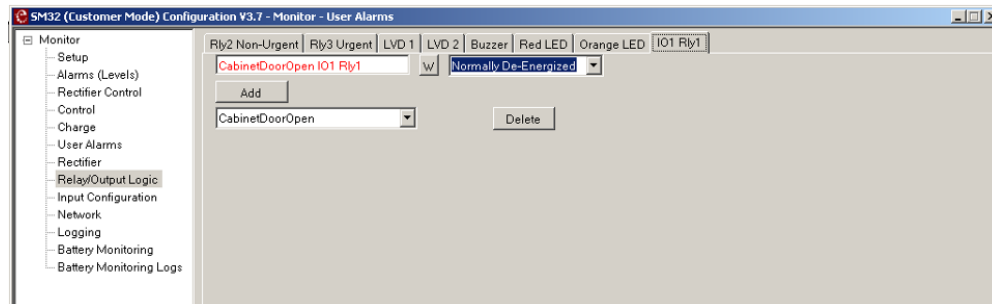 SM32 (Customer Mode) Configuration V3.7 - Monitor - User Alarms
Monitor
Setup
Alarms (Levels)
Rectifier Control
Control
Charge
User Alarms
Rectifier
Relay/Output Logic
Input Configuration
Network
Logging
Battery Monitoring
Battery Monitoring Logs
Rly2 Non-Urgent Rly3 Urgent LVD 1 LVD 2 Buzzer Red LED Orange LED IO1 Rly1
CabinetDoorOpen IO1 Rly1 W Normally De-Energized
Add
CabinetDoorOpen Delete